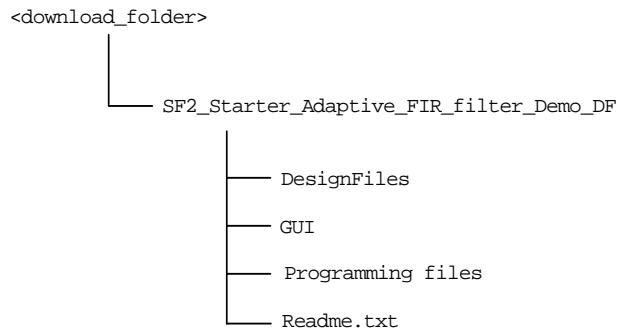 <download_folder>
SF2_Starter_Adaptive_FIR_filter_Demo_DF
DesignFiles
GUI
Programming files
Readme.txt